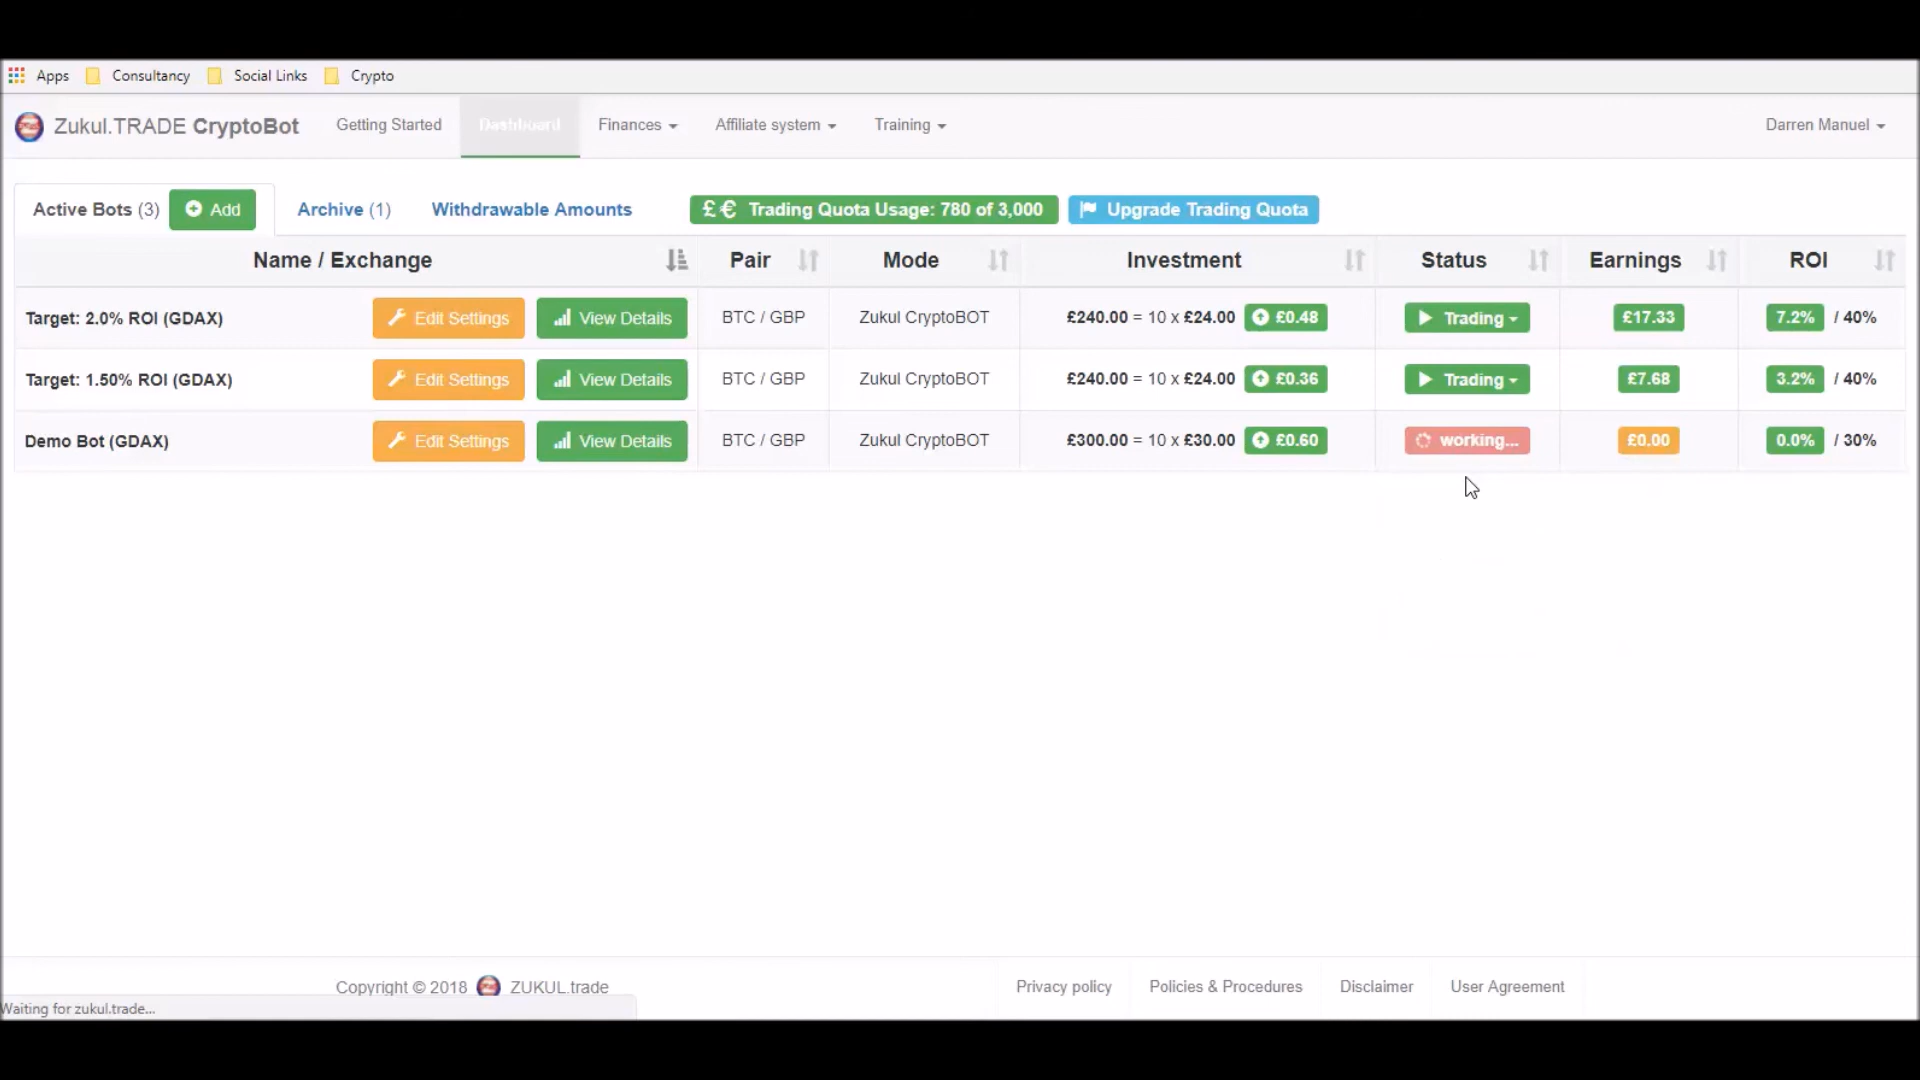 Apps Consultancy Social Links Crypto
Zukul.TRADE CryptoBot Getting Started Dashboard Finances Affiliate system Training Darren Manuel
Active Bots (3) Add Archive (1) Withdrawable Amounts £ € Trading Quota Usage: 780 of 3,000 Upgrade Trading Quota
Name / Exchange Pair Mode Investment Status Earnings ROI
Target: 2.0% ROI (GDAX) Edit Settings View Details BTC / GBP Zukul CryptoBOT £240.00 = 10 x £24.00 £0.48 Trading £17.33 7.2% / 40%
Target: 1.50% ROI (GDAX) Edit Settings View Details BTC / GBP Zukul CryptoBOT £240.00 = 10 x £24.00 £0.36 Trading £7.68 3.2% / 40%
Demo Bot (GDAX) Edit Settings View Details BTC / GBP Zukul CryptoBOT £300.00 = 10 x £30.00 £0.60 working... £0.00 0.0% / 30%
Copyright © 2018 ZUKUL.trade Privacy policy Policies & Procedures Disclaimer User Agreement
Waiting for zukul.trade...